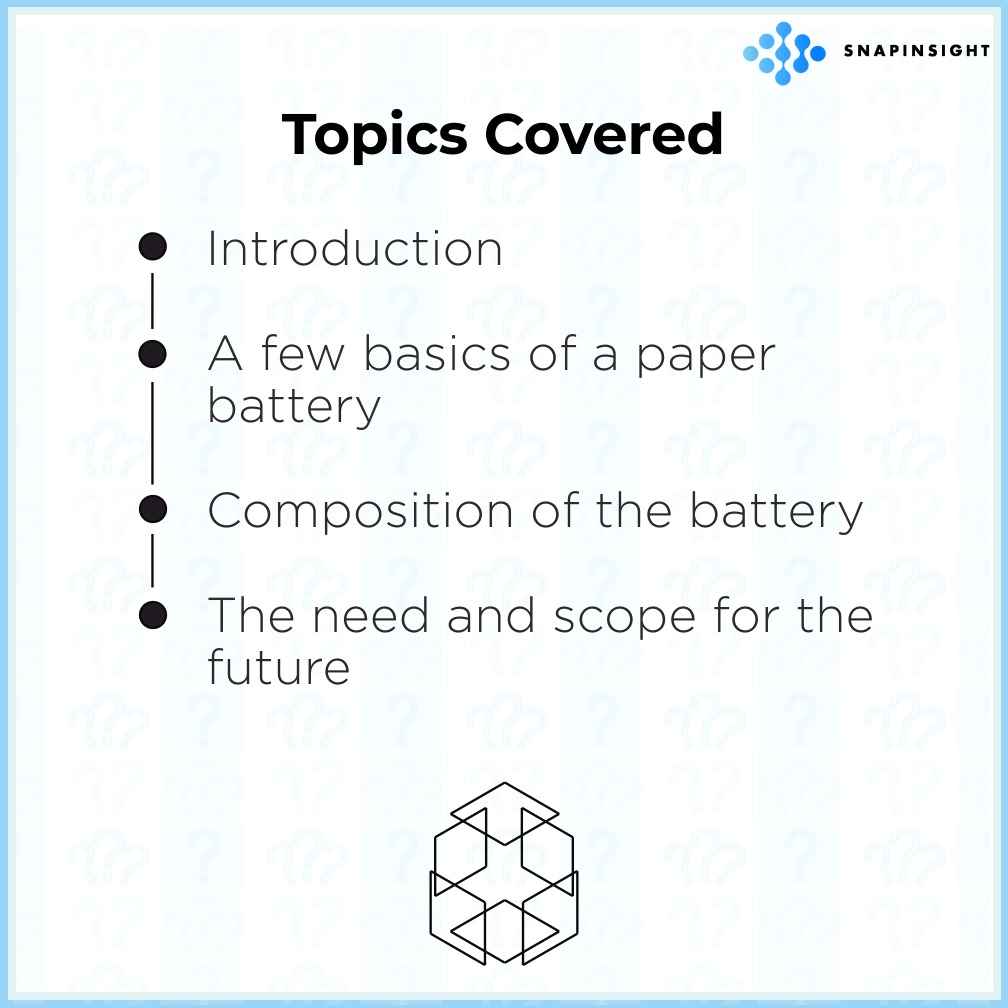 SNAPINSIGHT
Topics Covered
Introduction
A few basics of a paper
battery
Composition of the battery
The need and scope for the
future